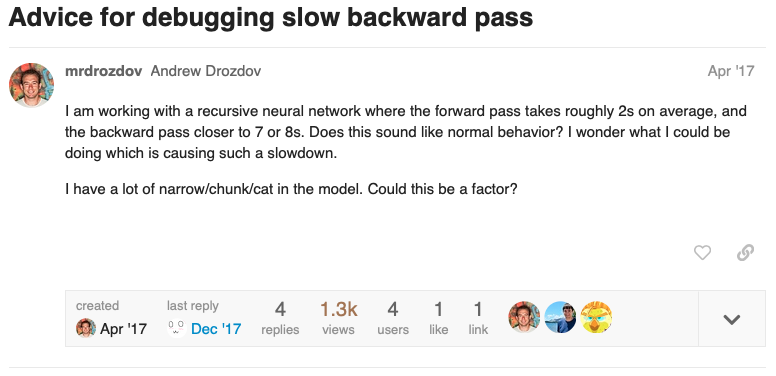 Advice for debugging slow backward pass
mrdrozdov Andrew Drozdov Apr '17
I am working with a recursive neural network where the forward pass takes roughly 2s on average, and
the backward pass closer to 7 or 8s. Does this sound like normal behavior? I wonder what I could be
doing which is causing such a slowdown.
I have a lot of narrow/chunk/cat in the model. Could this be a factor?
created last reply 4 1.3k 4 1 1
Apr '17 Dec '17 replies views users like link